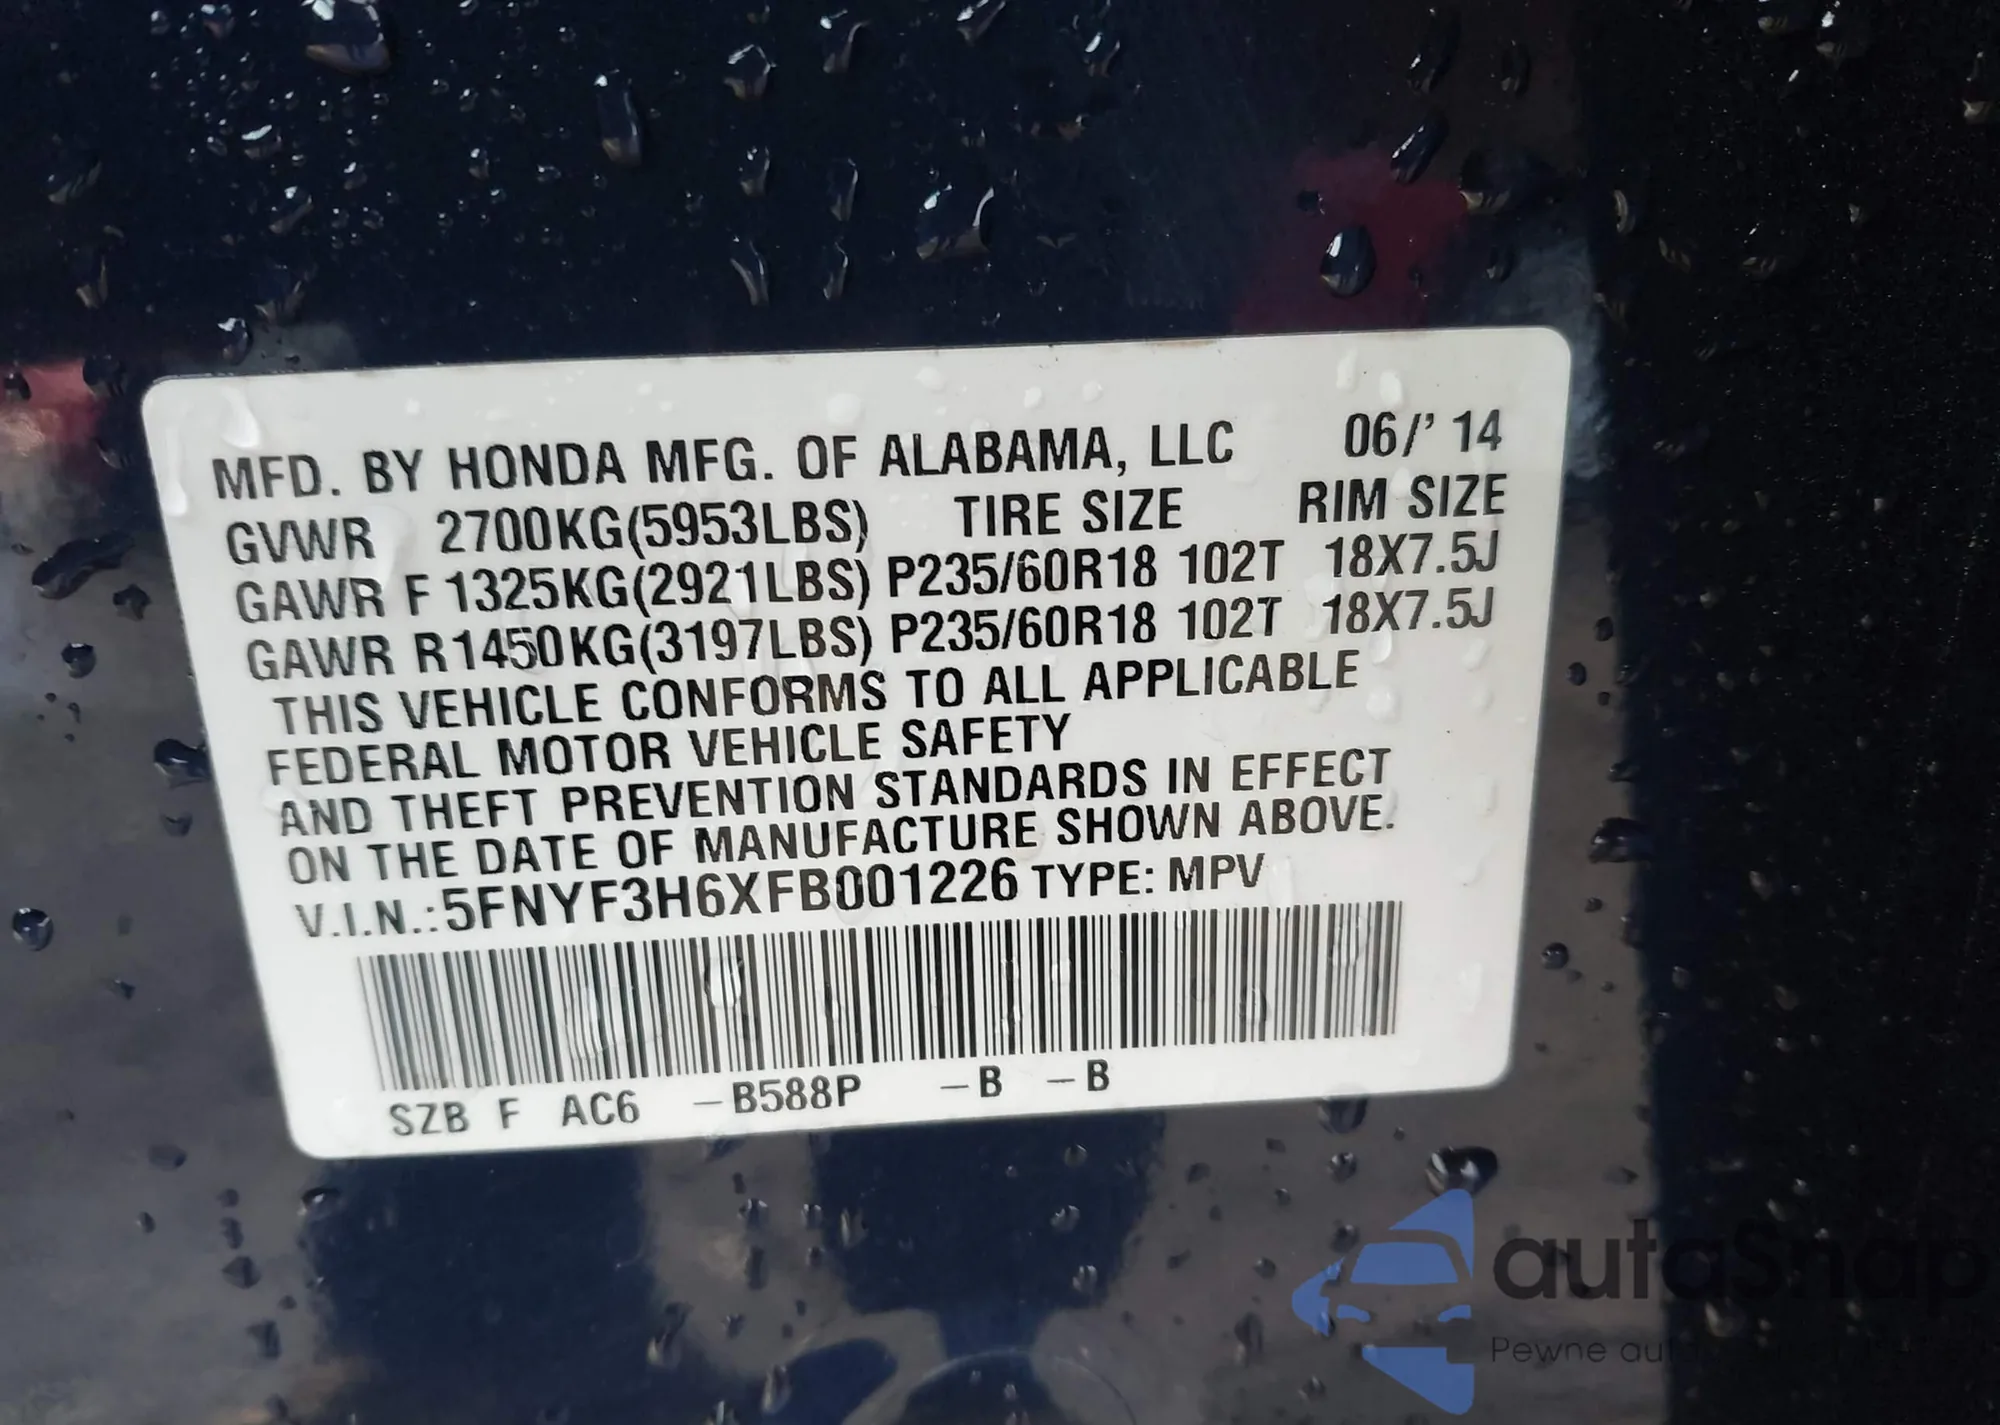 MFD. BY HONDA MFG. OF ALABAMA, LLC 06/' 14
GVWR 2700KG(5953LBS) TIRE SIZE RIM SIZE
GAWR F 1325KG(2921LBS) P235/60R18 102T 18X7.5J
GAWR R1450KG(3197LBS) P235/60R18 102T 18X7.5J
THIS VEHICLE CONFORMS TO ALL APPLICABLE
FEDERAL MOTOR VEHICLE SAFETY
AND THEFT PREVENTION STANDARDS IN EFFECT
ON THE DATE OF MANUFACTURE SHOWN ABOVE.
V.I.N.:5FNYF3H6XFB001226 TYPE: MPV
SZB F AC6 –B588P –B –B
autaSnap
Pewne